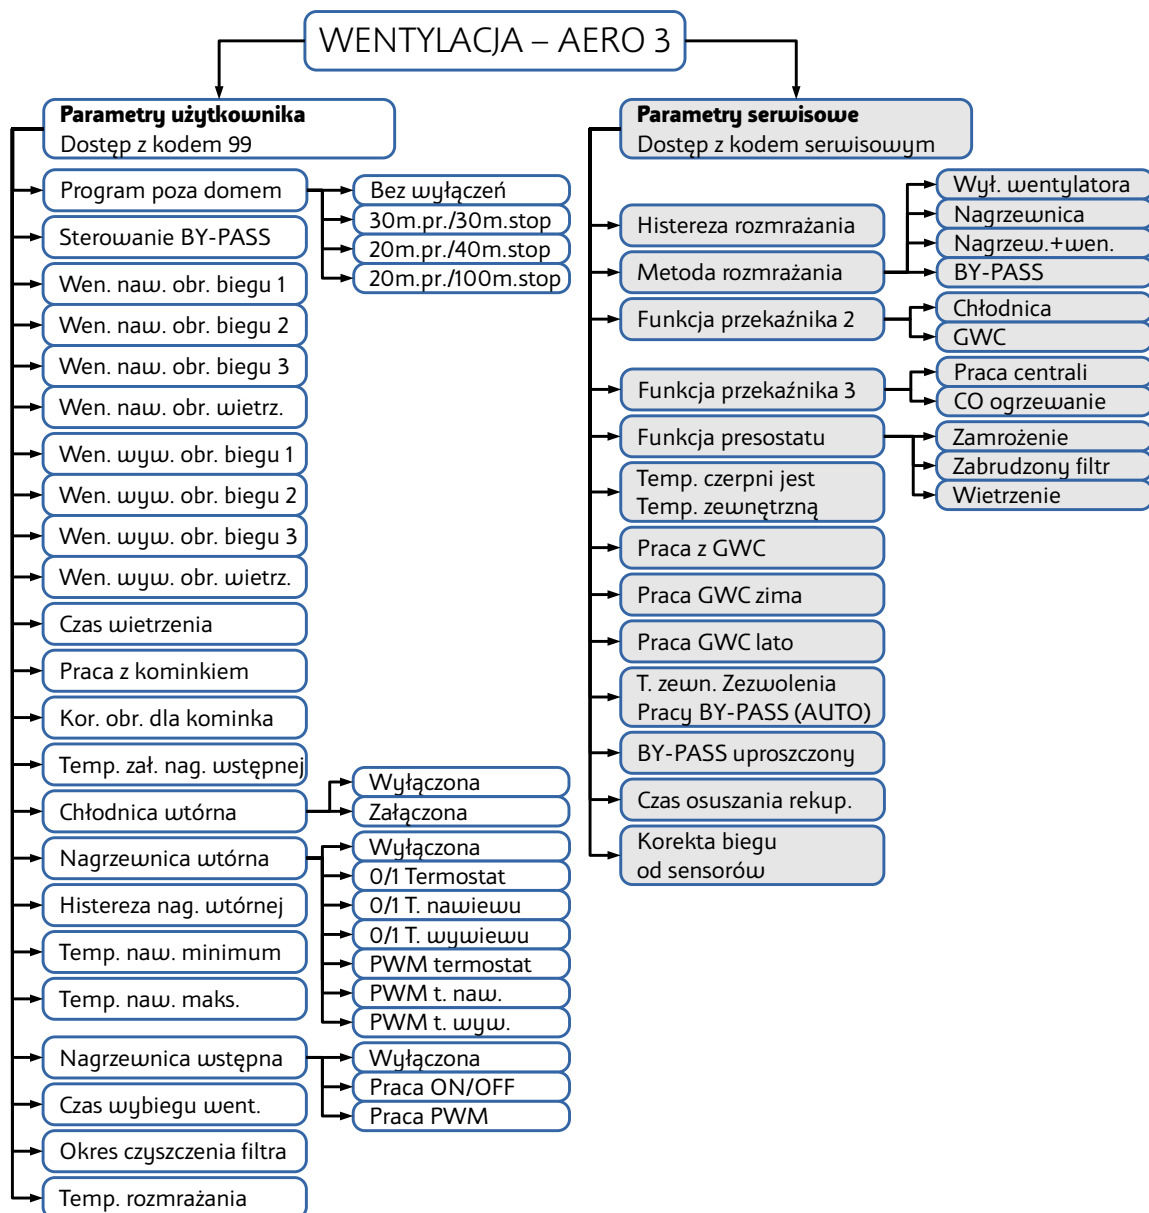 WENTYLACJA – AERO 3
Parametry użytkownika
Dostęp z kodem 99
Program poza domem
Bez wyłączeń
30m.pr./30m.stop
20m.pr./40m.stop
20m.pr./100m.stop
Sterowanie BY-PASS
Wen. naw. obr. biegu 1
Wen. naw. obr. biegu 2
Wen. naw. obr. biegu 3
Wen. naw. obr. wietrz.
Wen. wyw. obr. biegu 1
Wen. wyw. obr. biegu 2
Wen. wyw. obr. biegu 3
Wen. wyw. obr. wietrz.
Czas wietrzenia
Praca z kominkiem
Kor. obr. dla kominka
Temp. zał. nag. wstępnej
Chłodnica wtórna
Wyłączona
Załączona
Nagrzewnica wtórna
Wyłączona
0/1 Termostat
0/1 T. nawiewu
0/1 T. wywiewu
PWM termostat
PWM t. naw.
PWM t. wyw.
Histereza nag. wtórnej
Temp. naw. minimum
Temp. naw. maks.
Nagrzewnica wstępna
Wyłączona
Praca ON/OFF
Praca PWM
Czas wybiegu went.
Okres czyszczenia filtra
Temp. rozmrażania
Parametry serwisowe
Dostęp z kodem serwisowym
Histereza rozmrażania
Metoda rozmrażania
Wył. wentylatora
Nagrzewnica
Nagrzew.+wen.
BY-PASS
Funkcja przekaźnika 2
Chłodnica
GWC
Funkcja przekaźnika 3
Praca centrali
CO ogrzewanie
Funkcja presostatu
Zamrożenie
Zabrudzony filtr
Wietrzenie
Temp. czerpni jest
Temp. zewnętrzną
Praca z GWC
Praca GWC zima
Praca GWC lato
T. zewn. Zezwolenia
Pracy BY-PASS (AUTO)
BY-PASS uproszczony
Czas osuszania rekup.
Korekta biegu
od sensorów